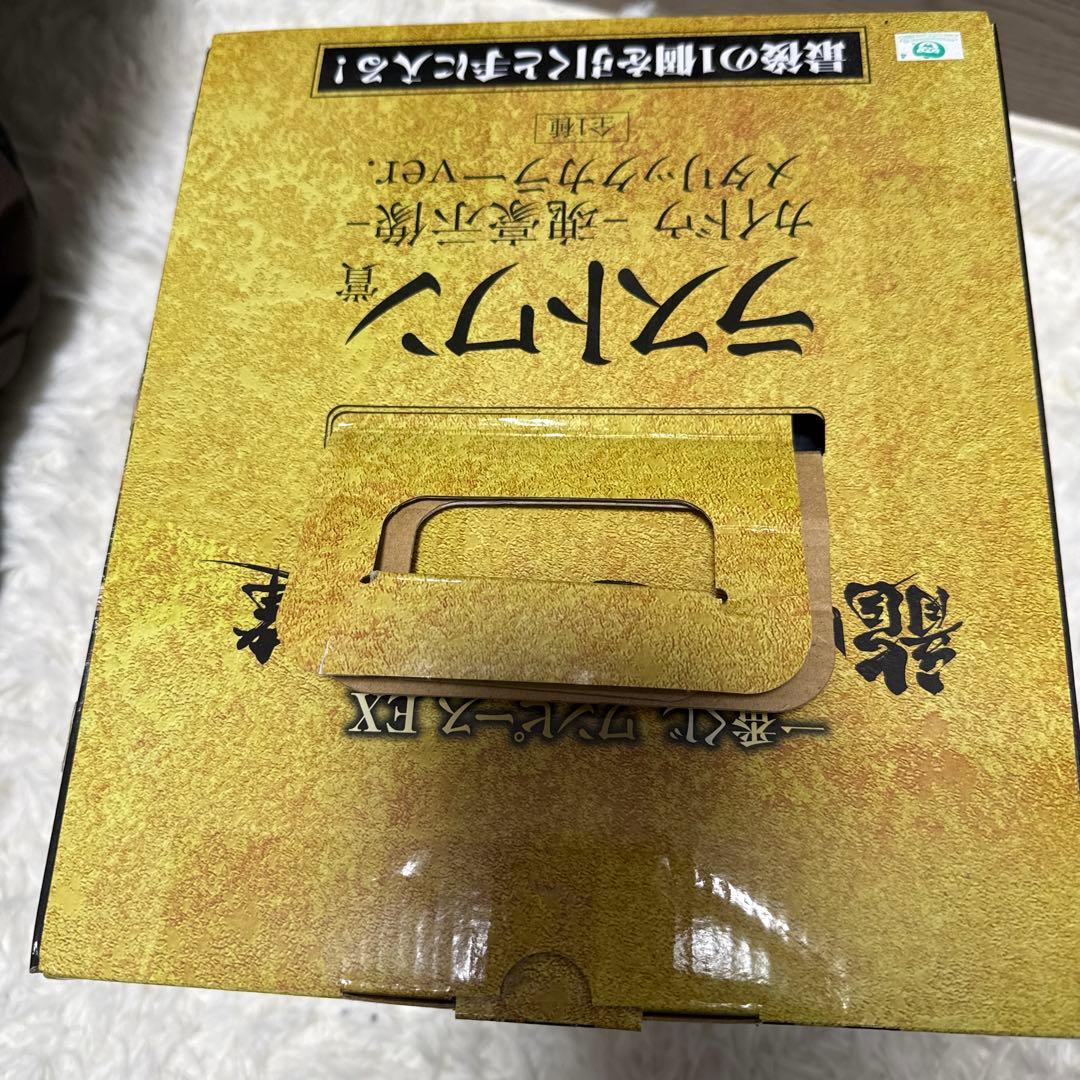 一番くじ ワンピース EX
龍
ラストワン賞
カイドウ -魂豪示像-
メタリックカラーver.
全1種
最後の1個を引くと手に入る!